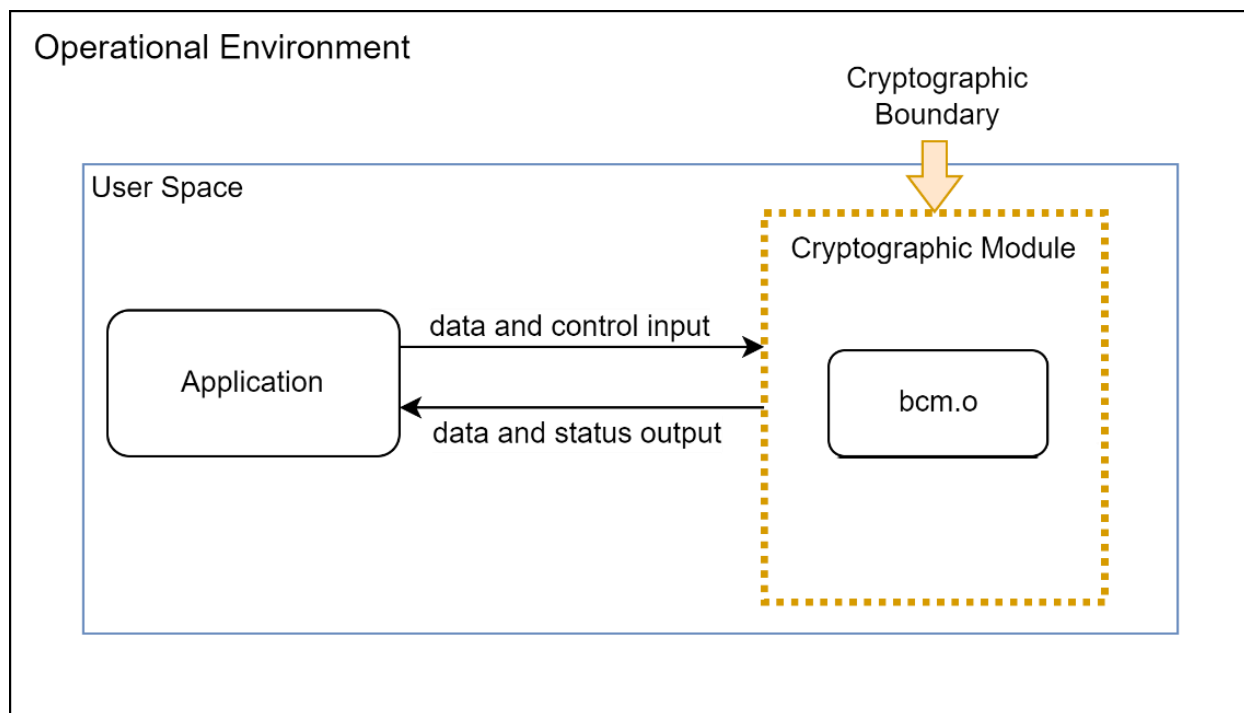 Operational Environment
Cryptographic
Boundary
User Space
Cryptographic Module
data and control input
Application
bcm.o
data and status output